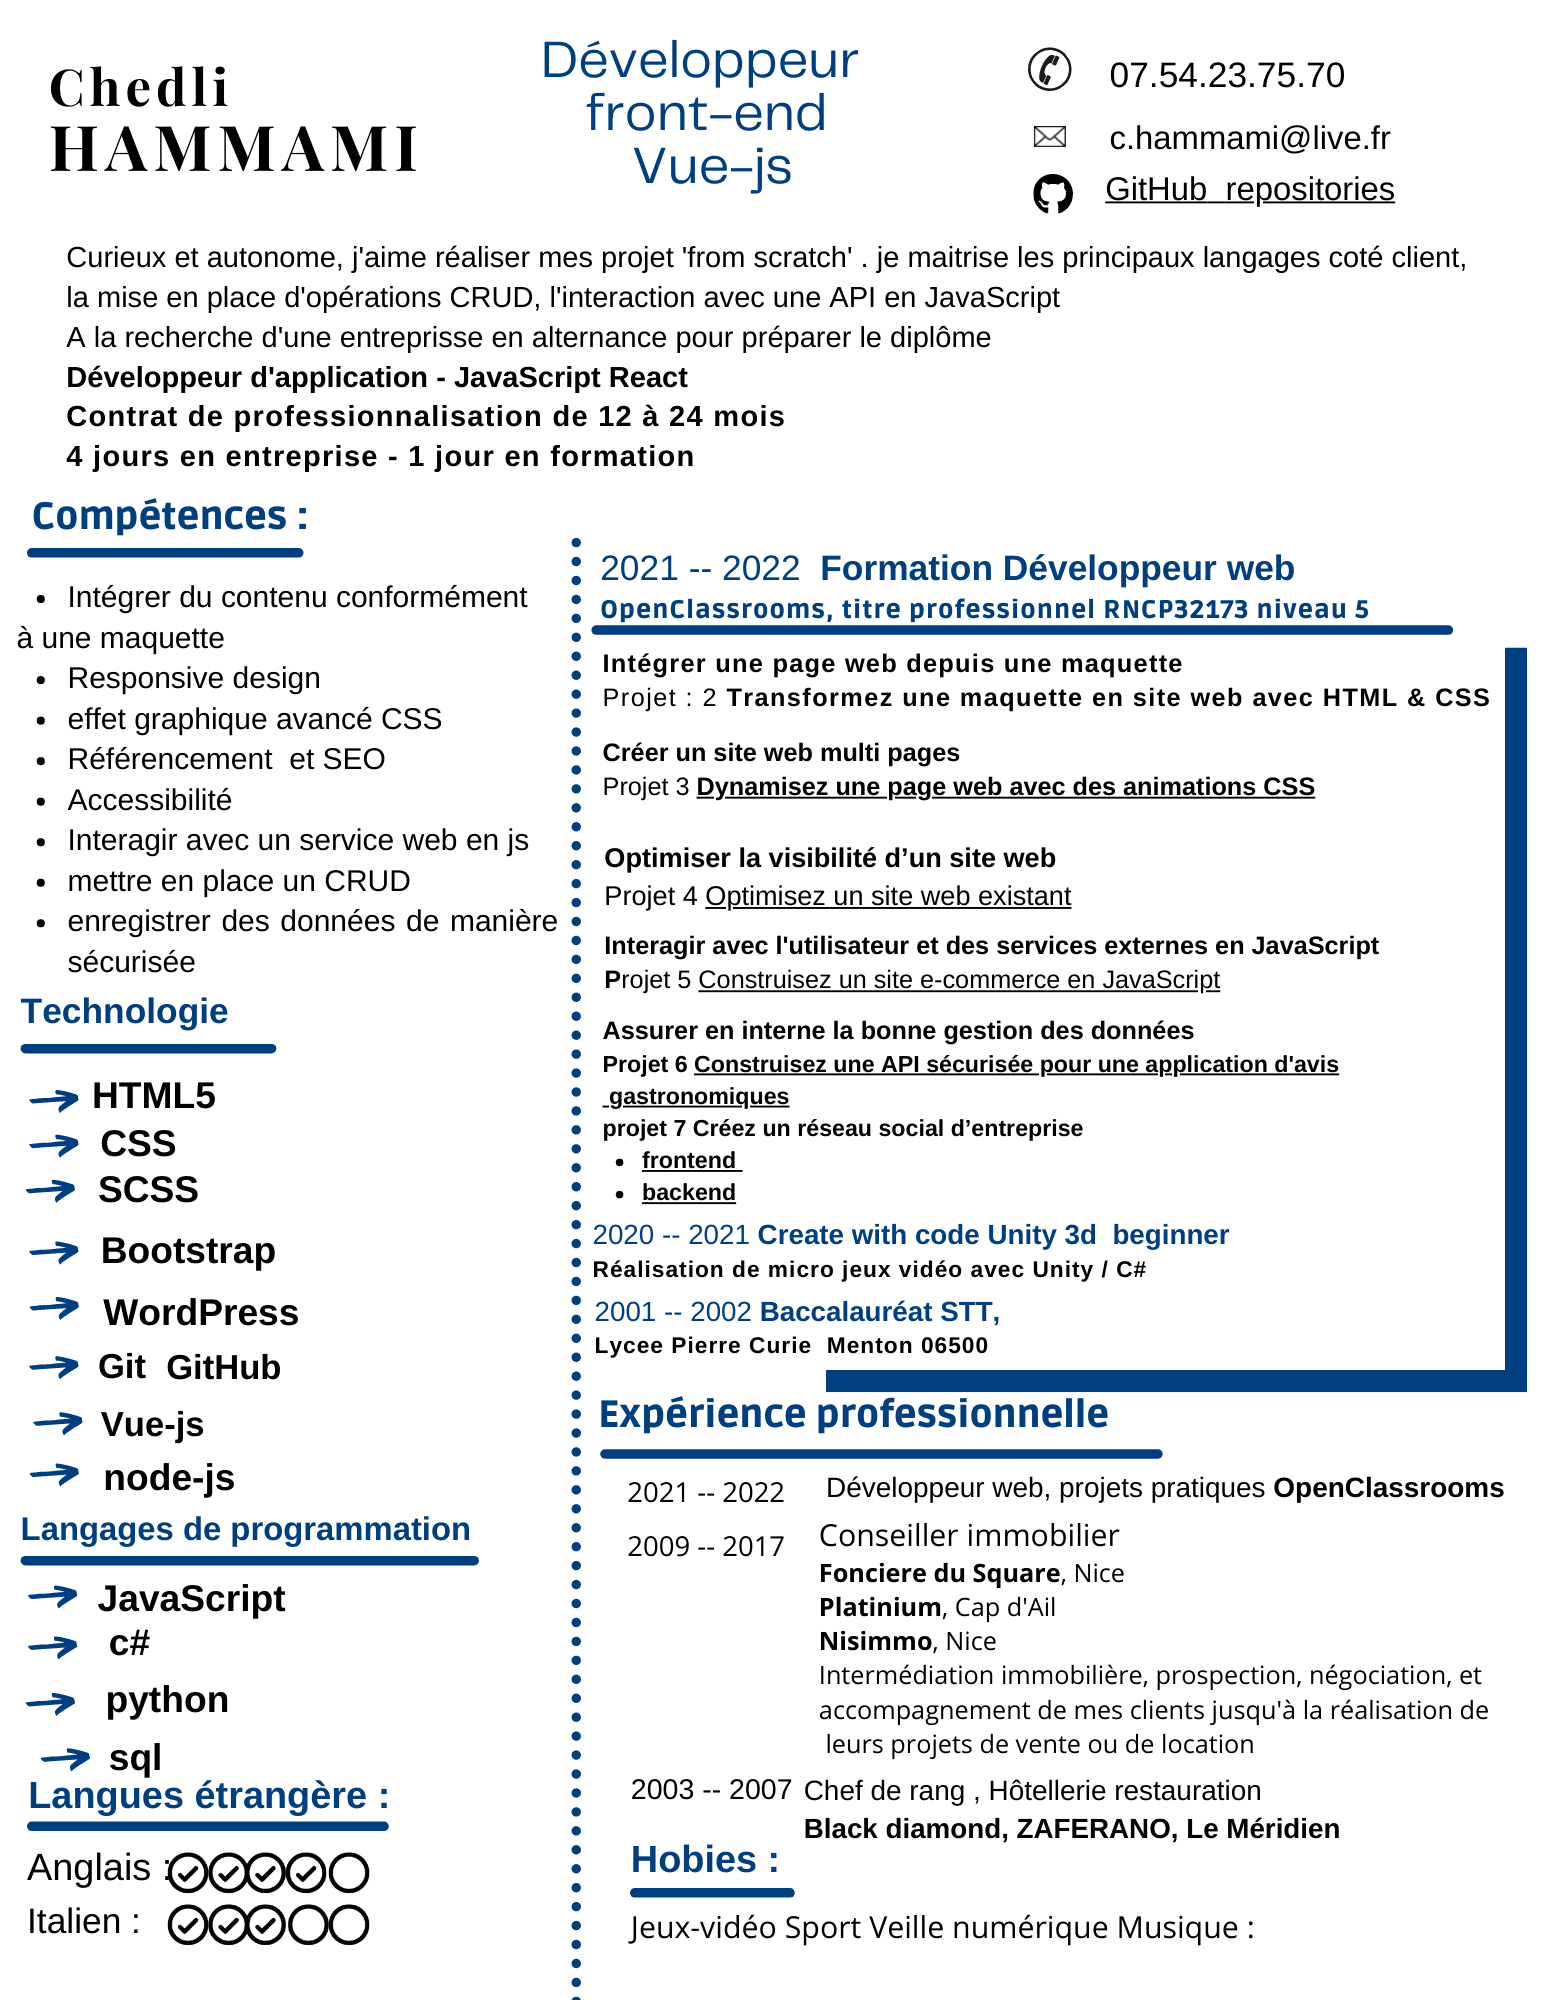 Chedli
HAMMAMI
Développeur
front-end
Vue-js
07.54.23.75.70
c.hammami@live.fr
GitHub repositories
Curieux et autonome, j'aime réaliser mes projet 'from scratch' . je maitrise les principaux langages coté client,
la mise en place d'opérations CRUD, l'interaction avec une API en JavaScript
A la recherche d'une entreprisse en alternance pour préparer le diplôme
Développeur d'application - JavaScript React
Contrat de professionnalisation de 12 à 24 mois
4 jours en entreprise - 1 jour en formation
Compétences :
• Intégrer du contenu conformément
à une maquette
• Responsive design
• effet graphique avancé CSS
• Référencement et SEO
• Accessibilité
• Interagir avec un service web en js
• mettre en place un CRUD
• enregistrer des données de manière
sécurisée
Technologie
HTML5
CSS
SCSS
Bootstrap
WordPress
Git GitHub
Vue-js
node-js
Langages de programmation
JavaScript
c#
python
sql
Langues étrangère :
Anglais :
Italien :
2021 -- 2022 Formation Développeur web
OpenClassrooms, titre professionnel RNCP32173 niveau 5
Intégrer une page web depuis une maquette
Projet : 2 Transformez une maquette en site web avec HTML & CSS
Créer un site web multi pages
Projet 3 Dynamisez une page web avec des animations CSS
Optimiser la visibilité d’un site web
Projet 4 Optimisez un site web existant
Interagir avec l'utilisateur et des services externes en JavaScript
Projet 5 Construisez un site e-commerce en JavaScript
Assurer en interne la bonne gestion des données
Projet 6 Construisez une API sécurisée pour une application d'avis
gastronomiques
projet 7 Créez un réseau social d’entreprise
• frontend
• backend
2020 -- 2021 Create with code Unity 3d beginner
Réalisation de micro jeux vidéo avec Unity / C#
2001 -- 2002 Baccalauréat STT,
Lycee Pierre Curie Menton 06500
Expérience professionnelle
2021 -- 2022 Développeur web, projets pratiques OpenClassrooms
2009 -- 2017 Conseiller immobilier
Fonciere du Square, Nice
Platinium, Cap d'Ail
Nisimmo, Nice
Intermédiation immobilière, prospection, négociation, et
accompagnement de mes clients jusqu'à la réalisation de
leurs projets de vente ou de location
2003 -- 2007 Chef de rang , Hôtellerie restauration
Black diamond, ZAFERANO, Le Méridien
Hobies :
Jeux-vidéo Sport Veille numérique Musique :